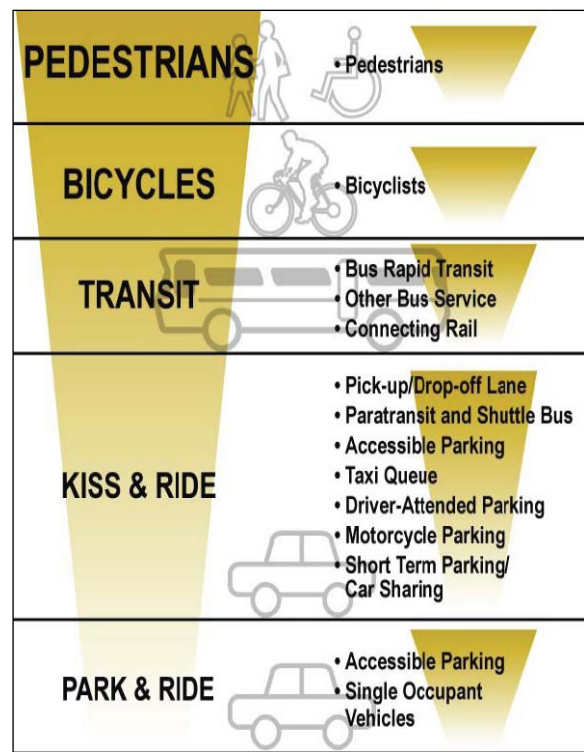 PEDESTRIANS
• Pedestrians
BICYCLES
• Bicyclists
TRANSIT
• Bus Rapid Transit
• Other Bus Service
• Connecting Rail
KISS & RIDE
• Pick-up/Drop-off Lane
• Paratransit and Shuttle Bus
• Accessible Parking
• Taxi Queue
• Driver-Attended Parking
• Motorcycle Parking
• Short Term Parking/
Car Sharing
PARK & RIDE
• Accessible Parking
• Single Occupant
Vehicles